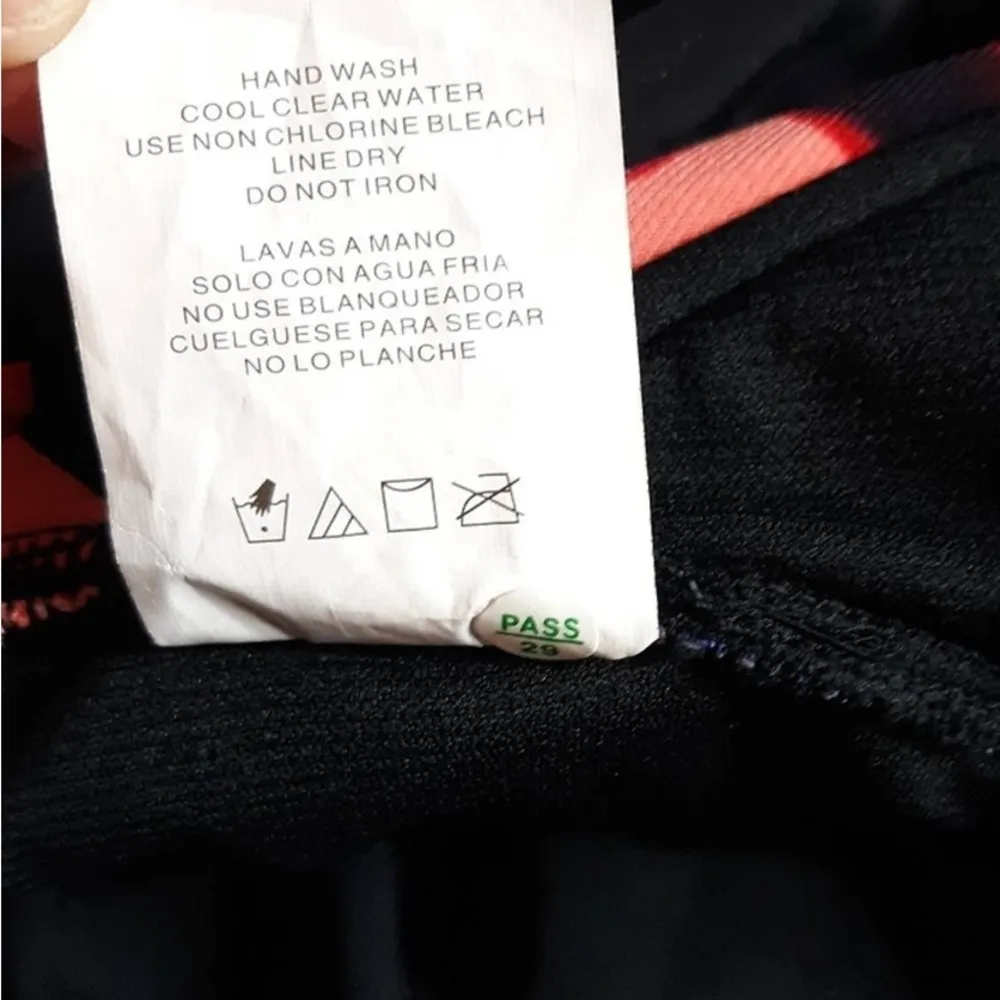 HAND WASH
COOL CLEAR WATER
USE NON CHLORINE BLEACH
LINE DRY
DO NOT IRON
LAVAS A MANO
SOLO CON AGUA FRIA
NO USE BLANQUEADOR
CUELGUESE PARA SECAR
NO LO PLANCHE
PASS
29